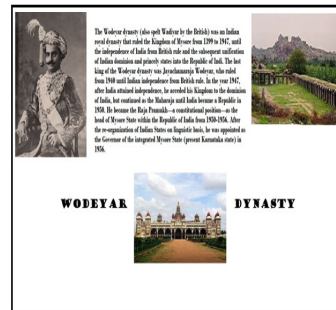 The Wodeyar dynasty (also spelt Wadiyar by the British) was an Indian
royal dynasty that ruled the Kingdom of Mysore from 1399 to 1947, until
the independence of India from British rule and the subsequent unification
of Indian dominion and princely states into the Republic of Indi. The last
king of the Wodeyar dynasty was Jayachamaraja Wodeyar, who ruled
from 1940 until Indian independence from British rule. In the year 1947,
after India attained independence, he acceded his Kingdom to the dominion
of India, but continued as the Maharaja until India became a Republic in
1950. He became the Raja Pramukh—a constitutional position—as the
head of Mysore State within the Republic of India from 1950-1956. After
the re-organization of Indian States on linguistic basis, he was appointed as
the Governor of the integrated Mysore State (present Karnataka state) in
1956.
WODEYAR DYNASTY